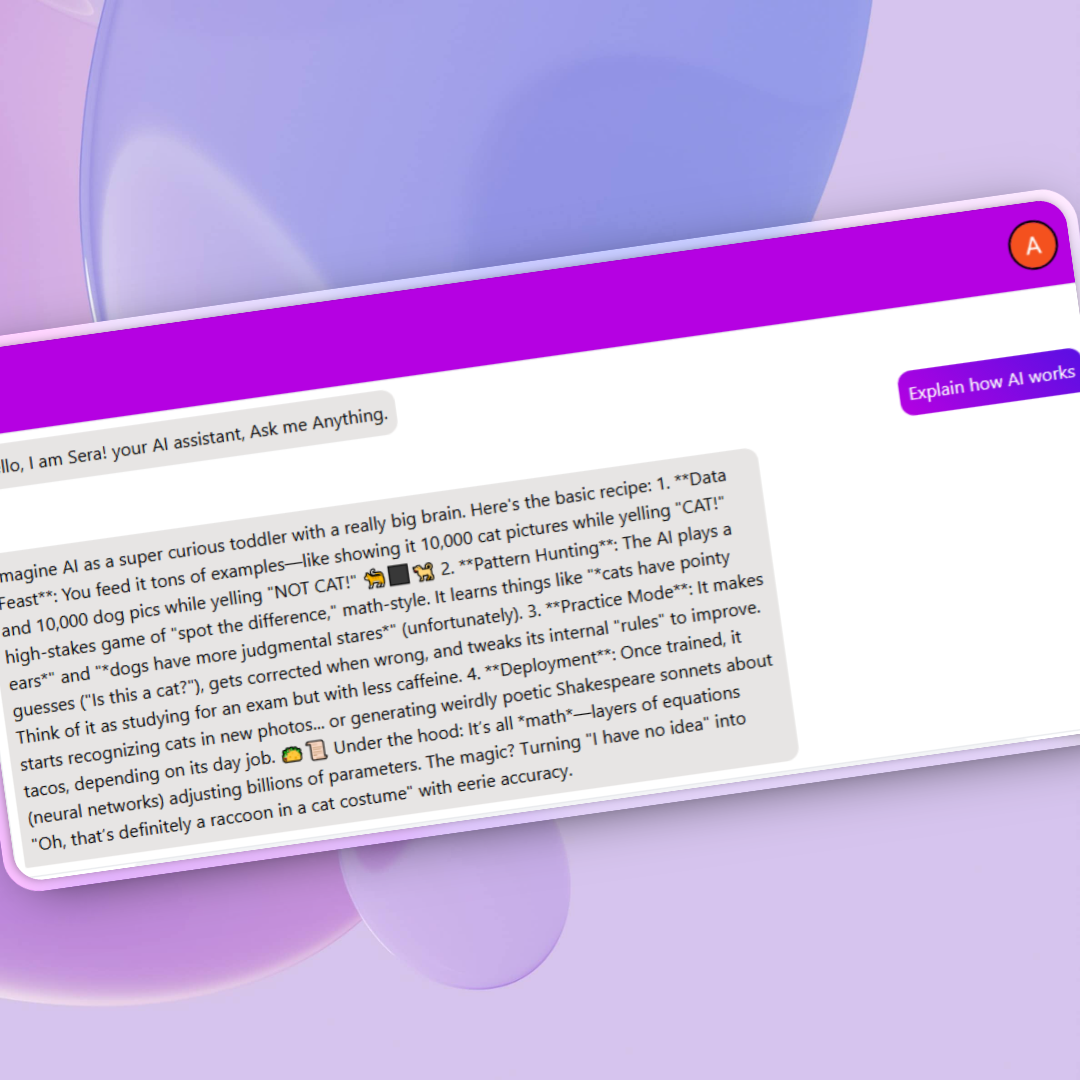 A
Explain how AI works
llo, I am Sera! your AI assistant, Ask me Anything.
magine AI as a super curious toddler with a really big brain. Here's the basic recipe: 1. **Data
Feast**: You feed it tons of examples—like showing it 10,000 cat pictures while yelling "CAT!"
and 10,000 dog pics while yelling "NOT CAT!" 🐈⬛🐕 2. **Pattern Hunting**: The AI plays a
high-stakes game of "spot the difference," math-style. It learns things like "*cats have pointy
ears*" and "*dogs have more judgmental stares*" (unfortunately). 3. **Practice Mode**: It makes
guesses ("Is this a cat?"), gets corrected when wrong, and tweaks its internal "rules" to improve.
Think of it as studying for an exam but with less caffeine. 4. **Deployment**: Once trained, it
starts recognizing cats in new photos... or generating weirdly poetic Shakespeare sonnets about
tacos, depending on its day job. 🌮📜 Under the hood: It's all *math*—layers of equations
(neural networks) adjusting billions of parameters. The magic? Turning "I have no idea" into
"Oh, that's definitely a raccoon in a cat costume" with eerie accuracy.